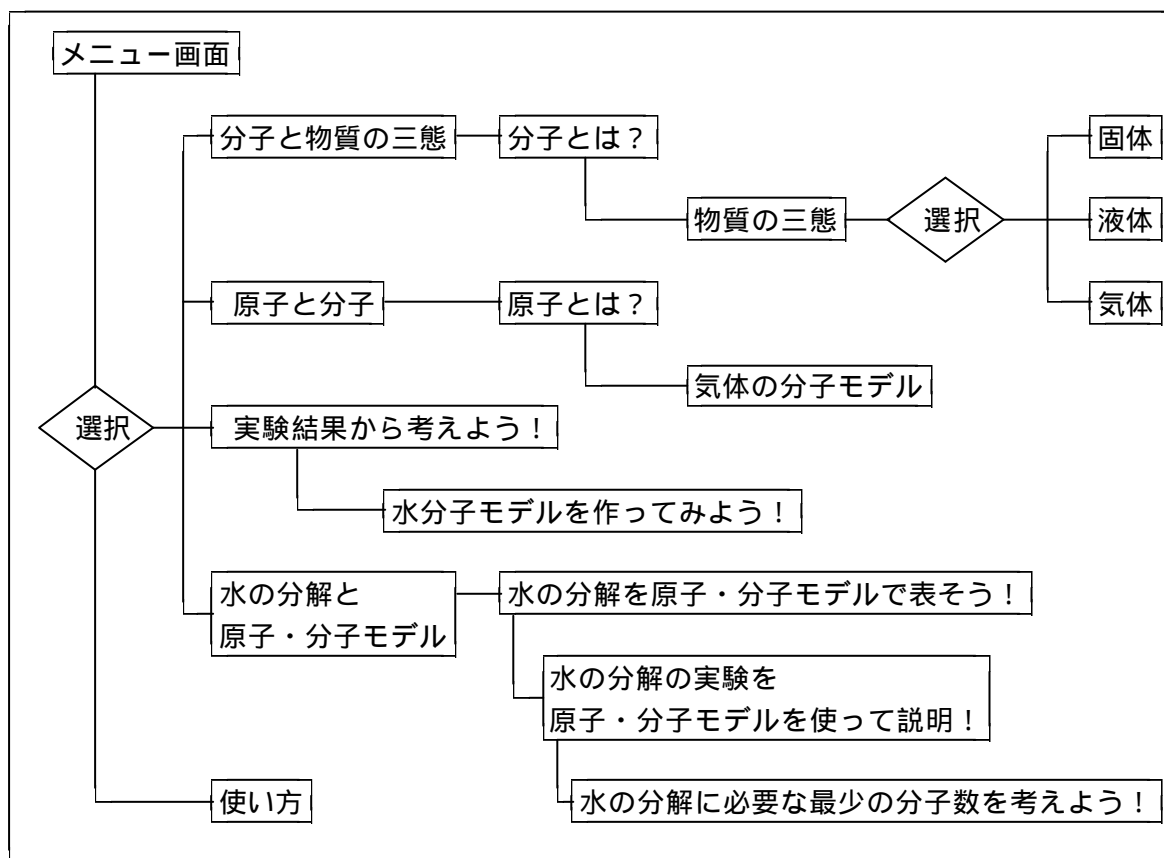 メニュー画面
分子と物質の三態
分子とは？
固体
物質の三態
選択
液体
原子と分子
原子とは？
気体
気体の分子モデル
選択
実験結果から考えよう！
水分子モデルを作ってみよう！
水の分解と
原子・分子モデル
水の分解を原子・分子モデルで表そう！
水の分解の実験を
原子・分子モデルを使って説明！
使い方
水の分解に必要な最少の分子数を考えよう！